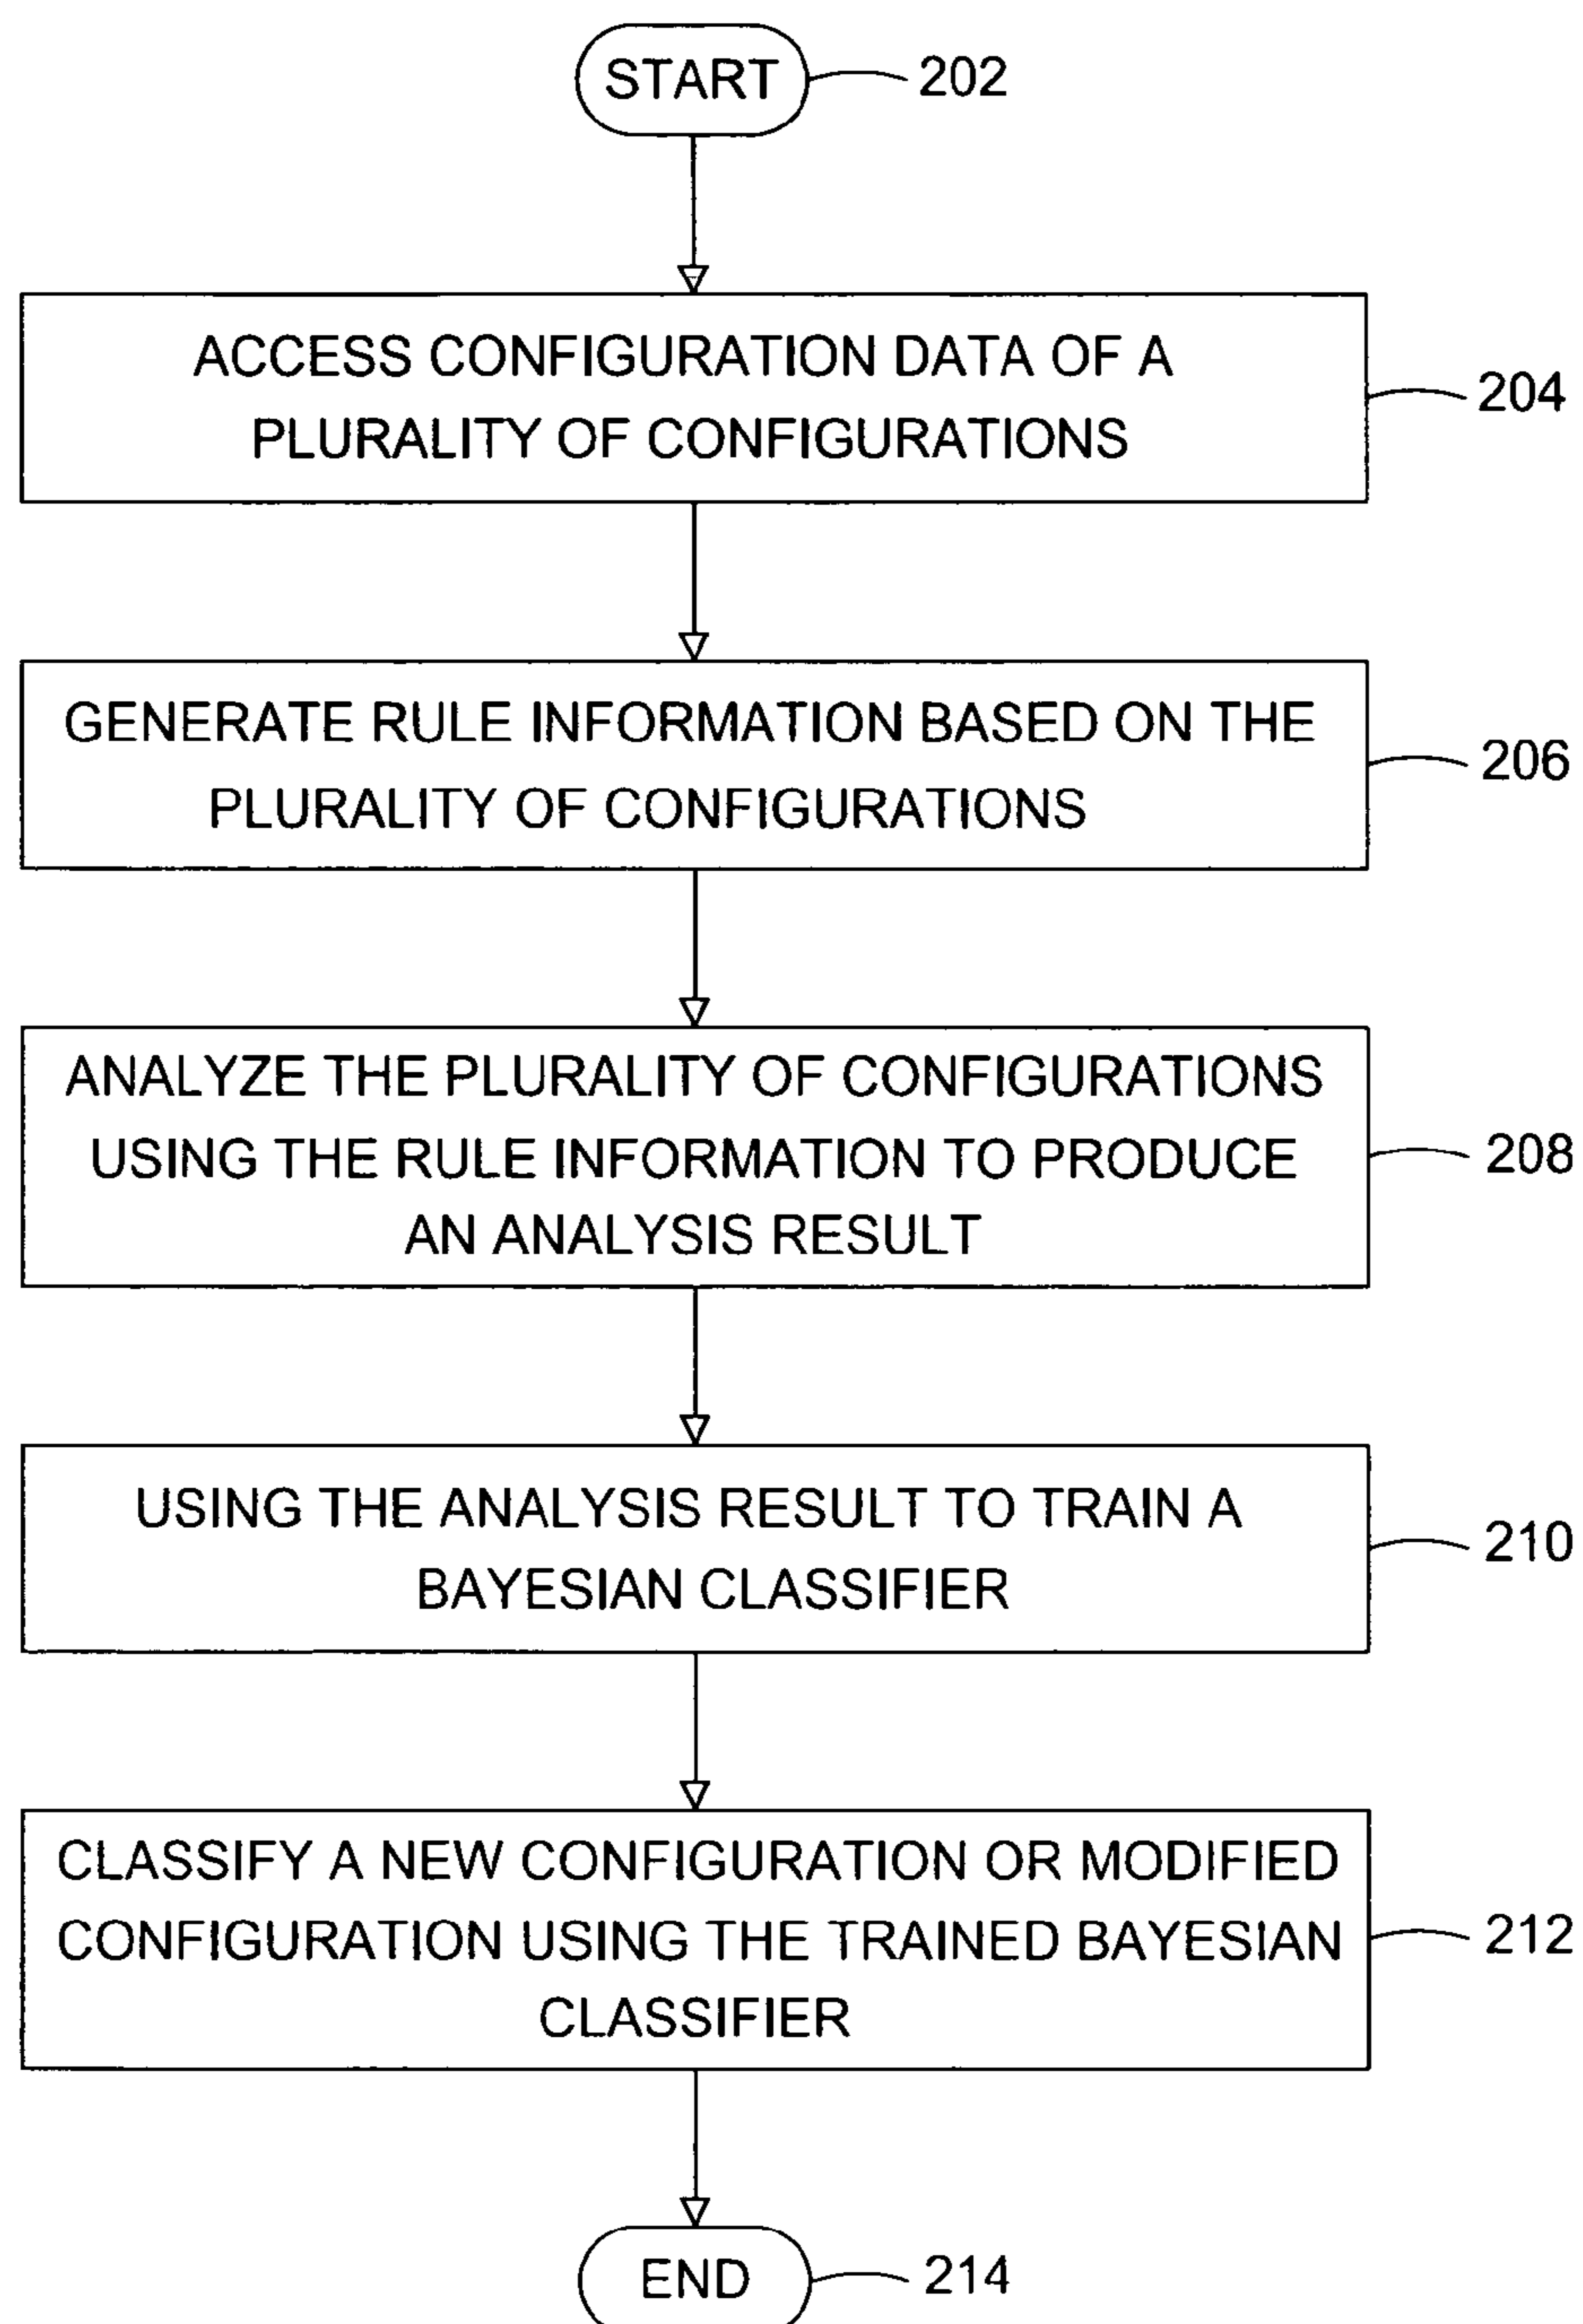 START
202
ACCESS CONFIGURATION DATA OF A
PLURALITY OF CONFIGURATIONS
204
GENERATE RULE INFORMATION BASED ON THE
PLURALITY OF CONFIGURATIONS
206
ANALYZE THE PLURALITY OF CONFIGURATIONS
USING THE RULE INFORMATION TO PRODUCE
AN ANALYSIS RESULT
208
USING THE ANALYSIS RESULT TO TRAIN A
BAYESIAN CLASSIFIER
210
CLASSIFY A NEW CONFIGURATION OR MODIFIED
CONFIGURATION USING THE TRAINED BAYESIAN
CLASSIFIER
212
END
214